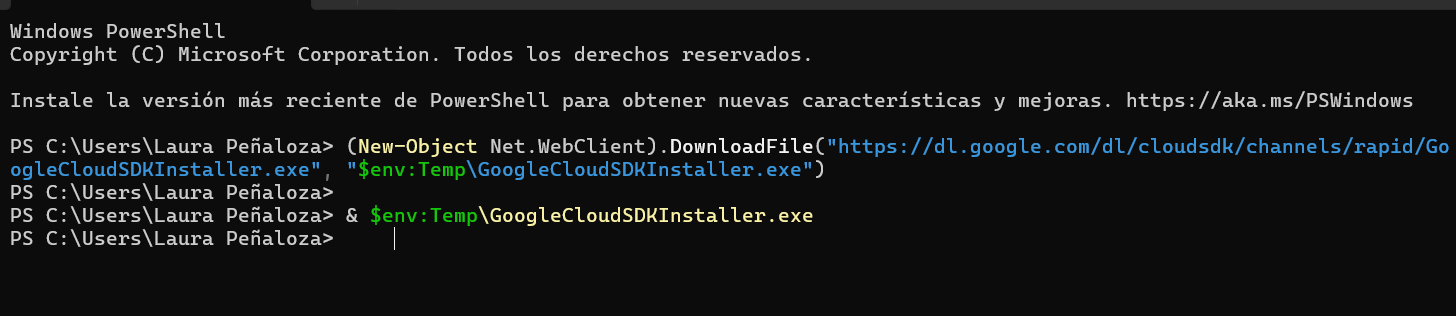 Windows PowerShell
Copyright (C) Microsoft Corporation. Todos los derechos reservados.
Instale la versión más reciente de PowerShell para obtener nuevas características y mejoras. https://aka.ms/PSWindows
PS C:\Users\Laura Peñaloza> (New-Object Net.WebClient).DownloadFile("https://dl.google.com/dl/cloudsdk/channels/rapid/Go
ogleCloudSDKInstaller.exe", "$env:Temp\GoogleCloudSDKInstaller.exe")
PS C:\Users\Laura Peñaloza>
PS C:\Users\Laura Peñaloza> & $env:Temp\GoogleCloudSDKInstaller.exe
PS C:\Users\Laura Peñaloza>